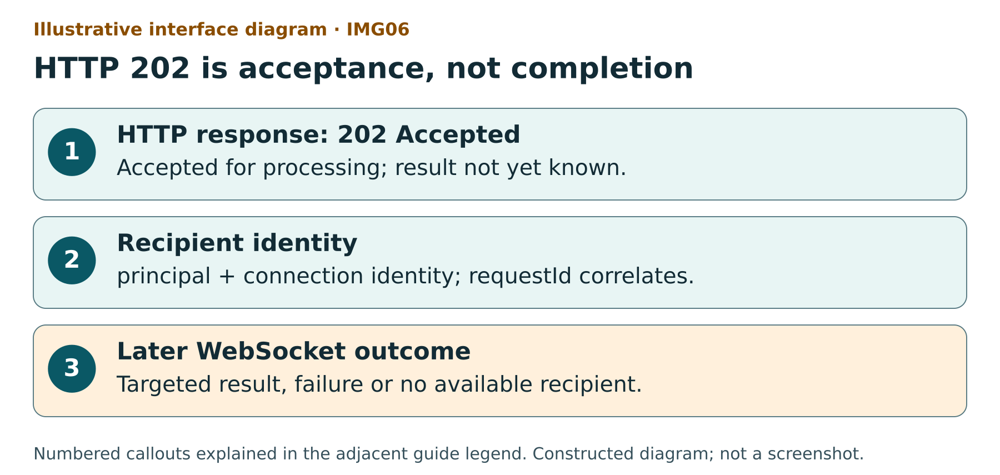 Illustrative interface diagram · IMG06
HTTP 202 is acceptance, not completion
1
HTTP response: 202 Accepted
Accepted for processing; result not yet known.
2
Recipient identity
principal + connection identity; requestId correlates.
3
Later WebSocket outcome
Targeted result, failure or no available recipient.
Numbered callouts explained in the adjacent guide legend. Constructed diagram; not a screenshot.